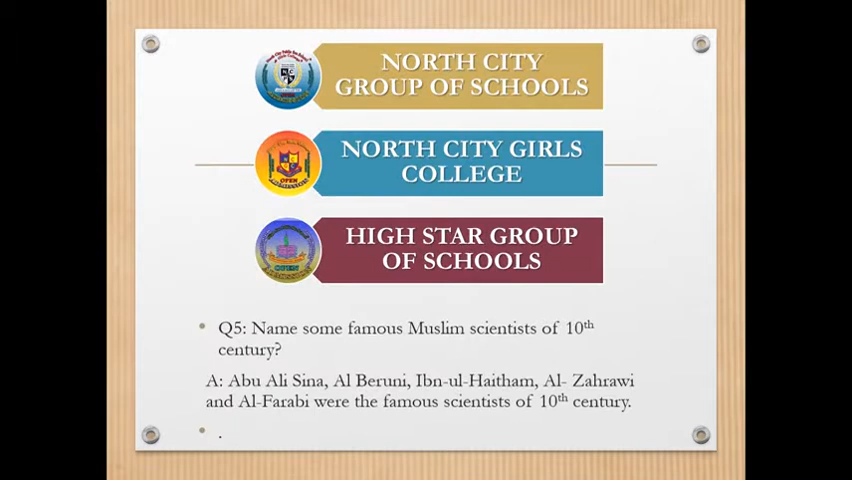 NORTH CITY
GROUP OF SCHOOLS
NORTH CITY GIRLS
COLLEGE
OPEN
HIGH STAR GROUP
OF SCHOOLS
OPEN
• Q5: Name some famous Muslim scientists of 10th
century?
A: Abu Ali Sina, Al Beruni, Ibn-ul-Haitham, Al- Zahrawi
and Al-Farabi were the famous scientists of 10th century.
• .